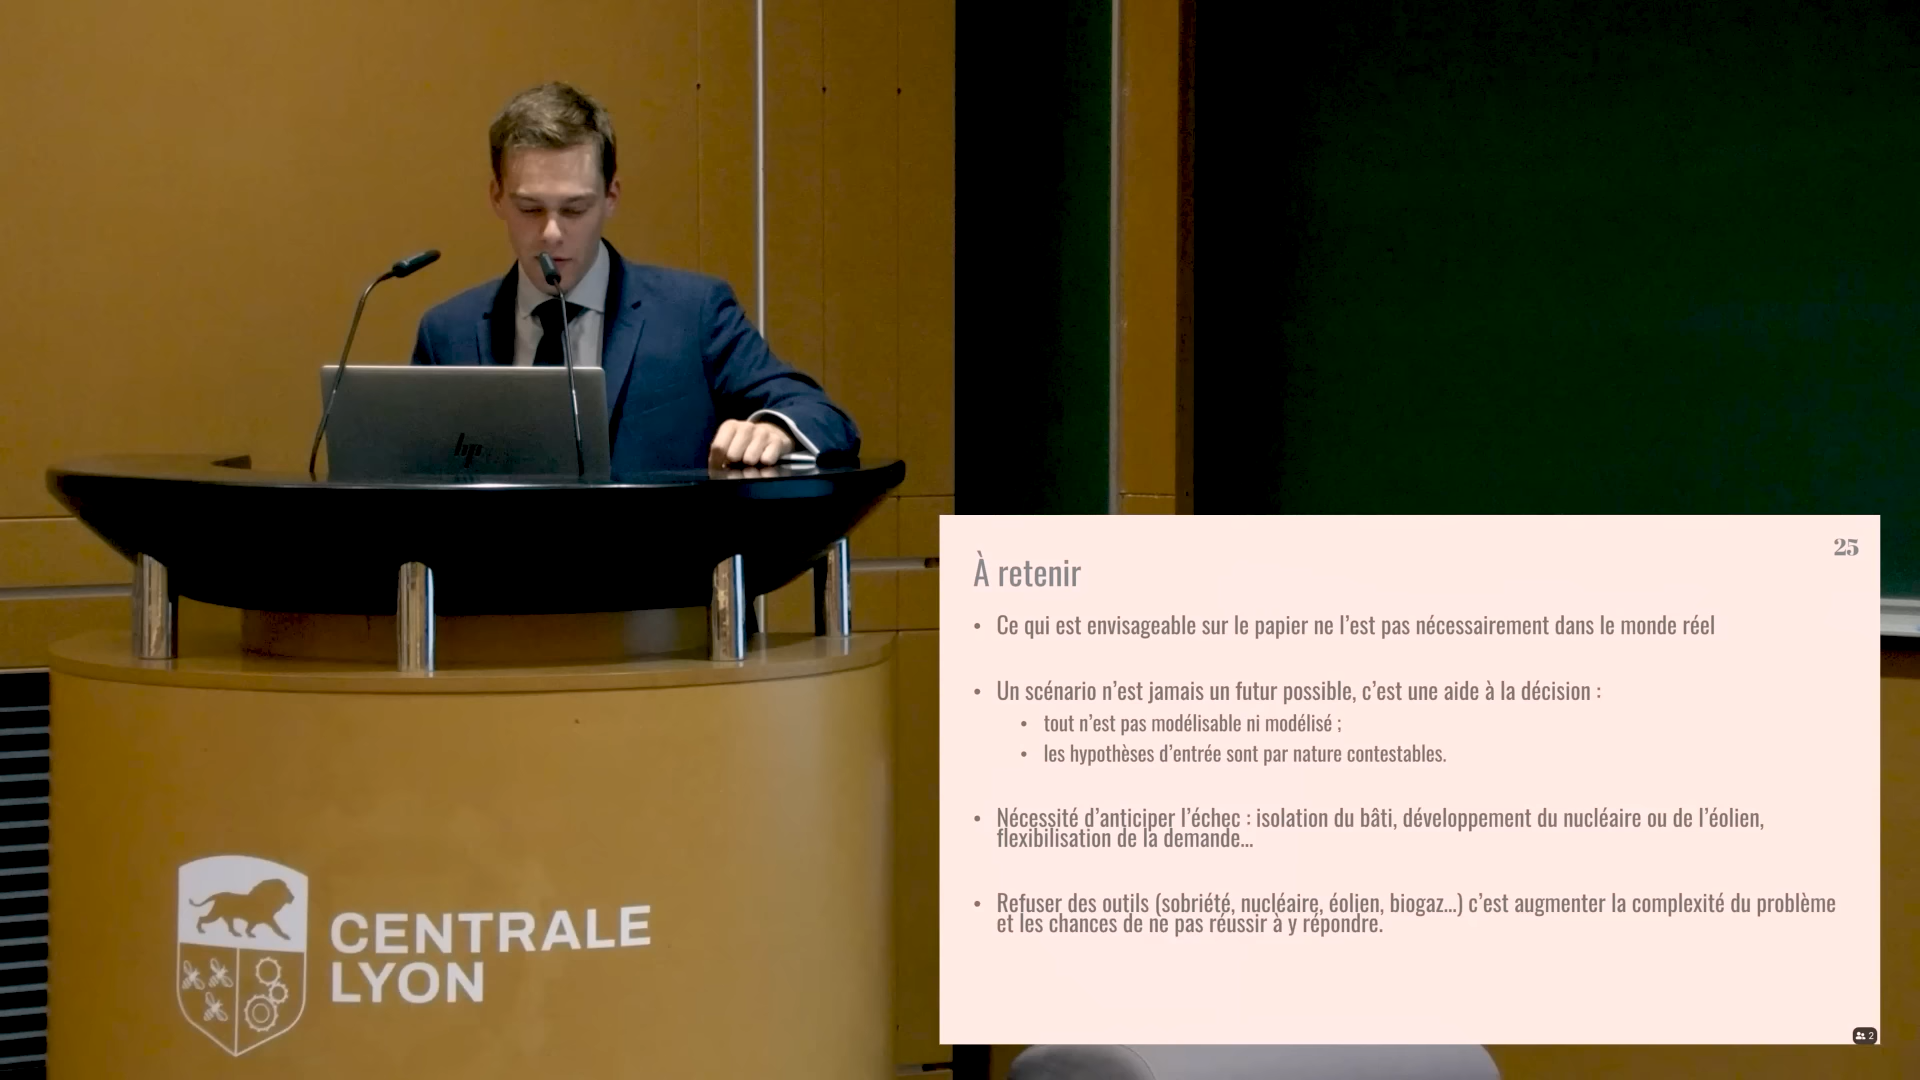 hp
CENTRALE
LYON
25
À retenir
• Ce qui est envisageable sur le papier ne l’est pas nécessairement dans le monde réel
• Un scénario n’est jamais un futur possible, c’est une aide à la décision :
• tout n’est pas modélisable ni modélisé ;
• les hypothèses d’entrée sont par nature contestables.
• Nécessité d’anticiper l’échec : isolation du bâti, développement du nucléaire ou de l’éolien,
flexibilisation de la demande...
• Refuser des outils (sobriété, nucléaire, éolien, biogaz...) c’est augmenter la complexité du problème
et les chances de ne pas réussir à y répondre.
2